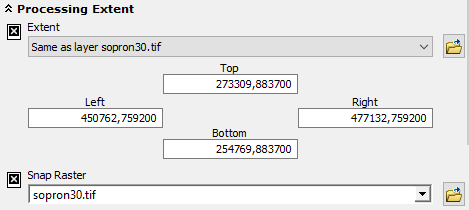 Processing Extent
Extent
Same as layer sopron30.tif
Top
273309,883700
Left Right
450762,759200 477132,759200
Bottom
254769,883700
Snap Raster
sopron30.tif